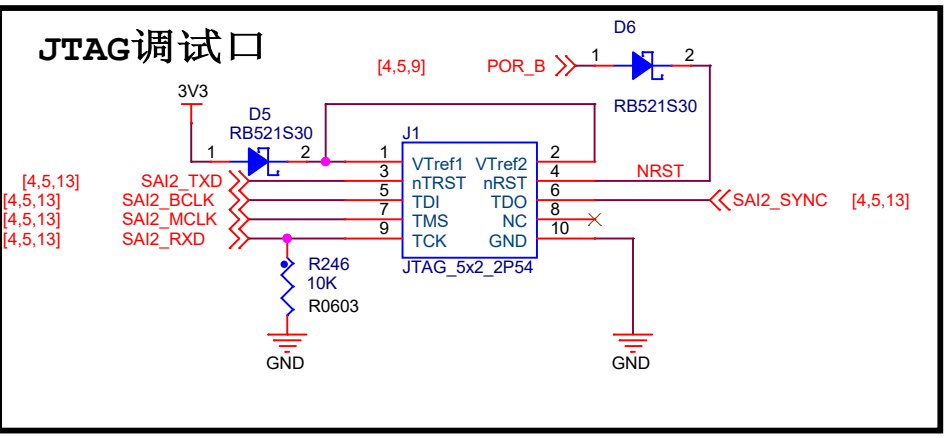 JTAG调试口
D6
[4,5,9] POR_B 1 2
3V3
D5
RB521S30
RB521S30
J1
1 2
1 VTref1 VTref2 2
[4,5,13] SAI2_TXD 3 nTRST nRST 4 NRST
[4,5,13] SAI2_BCLK 5 TDI TDO 6 SAI2_SYNC [4,5,13]
[4,5,13] SAI2_MCLK 7 TMS NC 8
[4,5,13] SAI2_RXD 9 TCK GND 10
JTAG_5x2_2P54
R246
10K
R0603
GND
GND